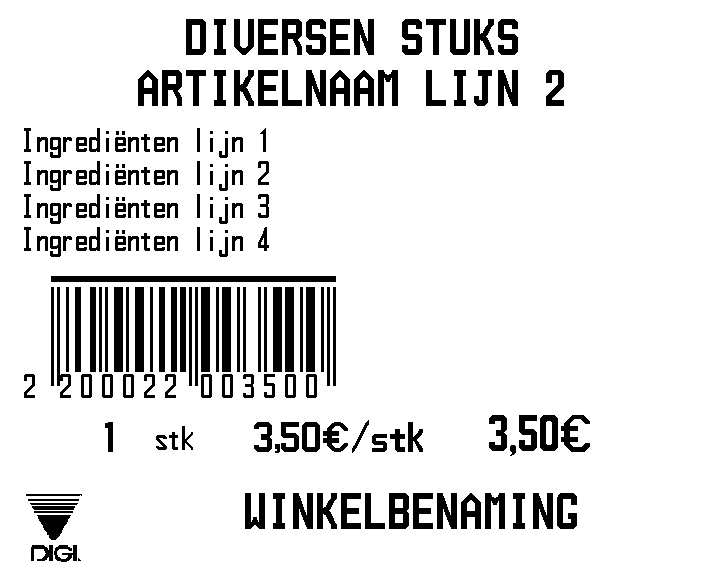 DIVERSEN STUKS
ARTIKELNAAM LIJN 2
Ingrediënten lijn 1
Ingrediënten lijn 2
Ingrediënten lijn 3
Ingrediënten lijn 4
2 200022 003500
1 stk 3,50€/stk 3,50€
WINKELBENAMING
DIGI.